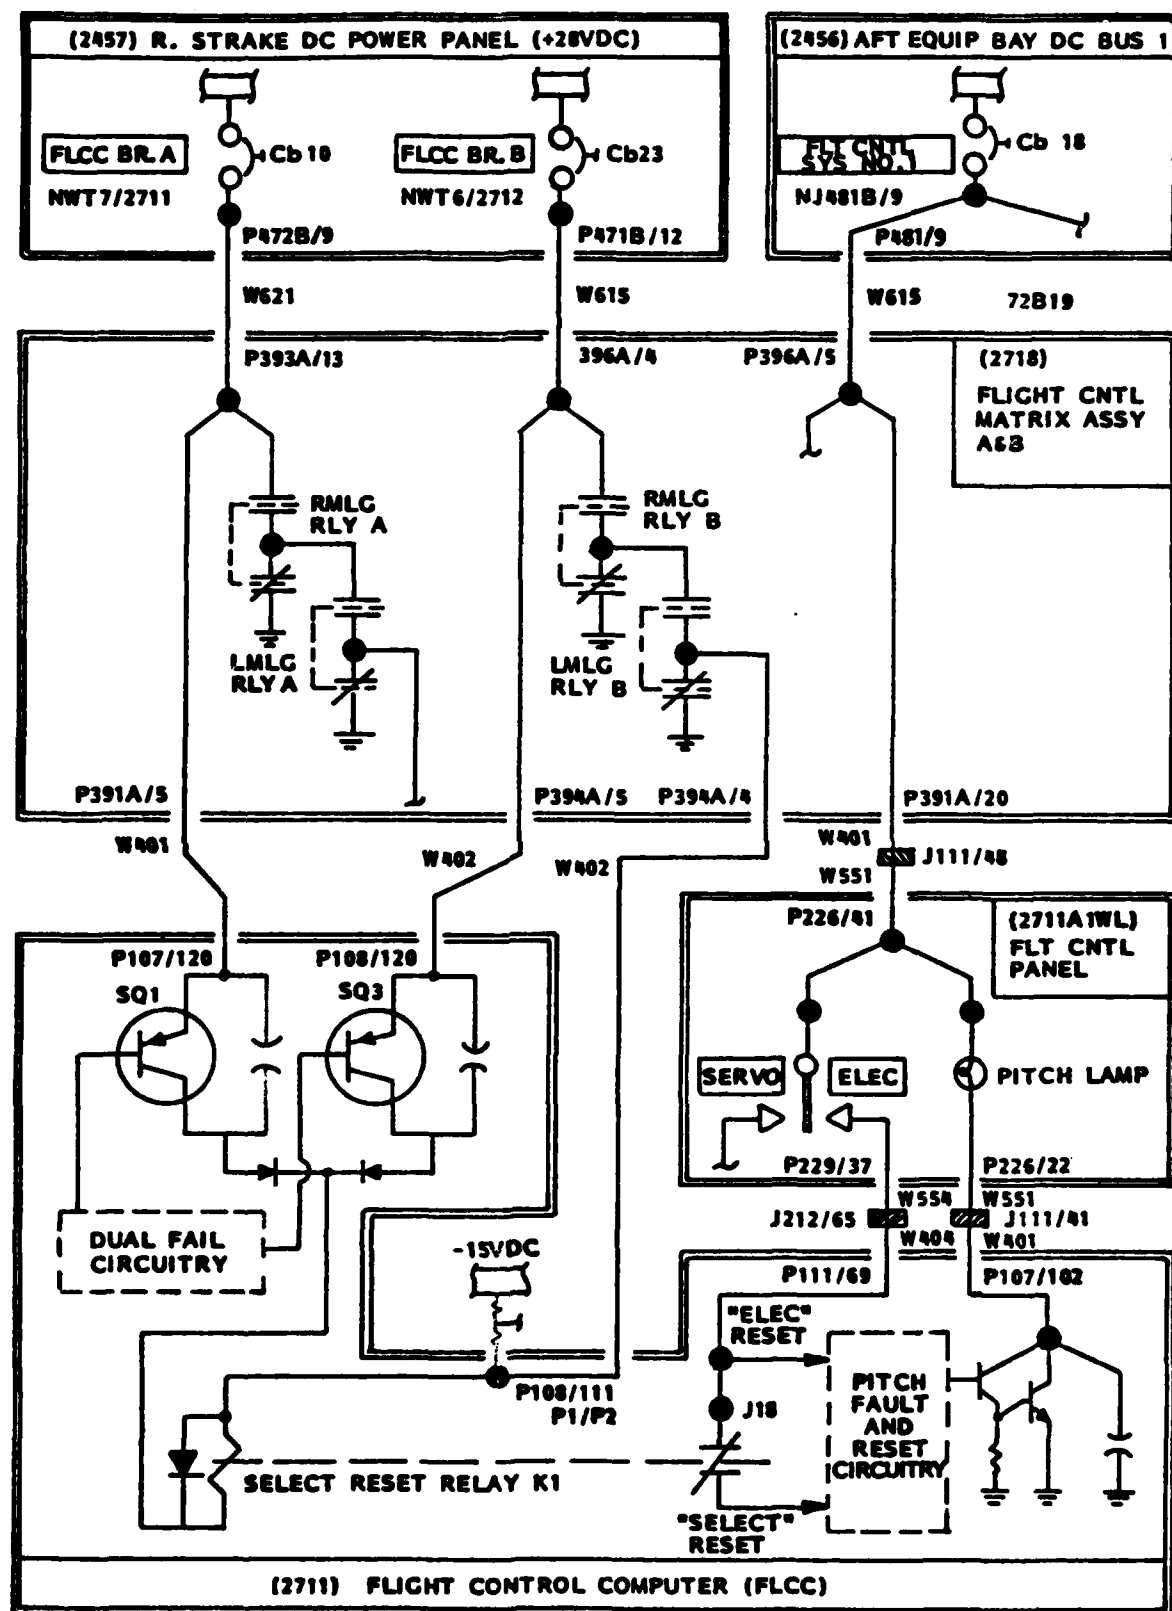 (2457) R. STRAKE DC POWER PANEL (+28VDC)
(2456) AFT EQUIP BAY DC BUS 1
FLCC BR. A
Cb 10
FLCC BR. B
Cb23
FLT CNTL
SYS NO. 1
Cb 18
NWT7/2711
NWT6/2712
NJ481B/9
P472B/9
P471B/12
P481/9
W621
W615
W615
72B19
P393A/13
396A/4
P396A/5
(2718)
FLIGHT CNTL
MATRIX ASSY
A&B
RMLG
RLY A
RMLG
RLY B
LMLG
RLY A
LMLG
RLY B
P391A/5
P394A/5
P394A/4
P391A/20
W401
W402
W402
W401
J111/48
W551
P226/41
(2711A1WL)
FLT CNTL
PANEL
P107/120
P108/120
SQ1
SQ3
SERVO
ELEC
PITCH LAMP
P229/37
P226/22
W554
W551
J212/65
J111/41
W404
W401
DUAL FAIL
CIRCUITRY
-15VDC
P111/69
P107/102
"ELEC"
RESET
P108/111
P1/P2
J18
PITCH
FAULT
AND
RESET
CIRCUITRY
SELECT RESET RELAY K1
"SELECT"
RESET
(2711) FLIGHT CONTROL COMPUTER (FLCC)